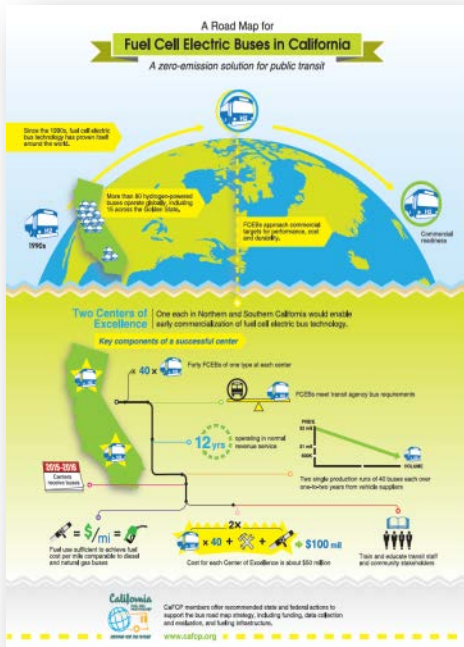 A Road Map for
Fuel Cell Electric Buses in California
A zero-emission solution for public transit
Since the 1990s, fuel cell electric
bus technology has proven itself
around the world.
More than 80 hydrogen-powered
buses operate globally, including
16 across the Golden State.
FCEBs approach commercial
targets for performance, cost
and durability.
1990s
Commercial
readiness
Two Centers of
Excellence
One each in Northern and Southern California would enable
early commercialization of fuel cell electric bus technology.
Key components of a successful center
x 40 x
Forty FCEBs of one type at each center
FCEBs meet transit agency bus requirements
12 yrs
operating in normal
revenue service
PRICE
VOLUME
Two single production runs of 40 buses each over
one-to-two years from vehicle suppliers
2015-2016
Centers
receive buses
= $/mi =
Fuel use sufficient to achieve fuel
cost per mile comparable to diesel
and natural gas buses
2X
x 40 + + $100 mil
Cost for each Center of Excellence is about $50 million
Train and educate transit staff
and community stakeholders
California
CaFCP members offer recommended state and federal actions to
support the bus road map strategy, including funding, data collection
and evaluation, and fueling infrastructure.
www.cafcp.org